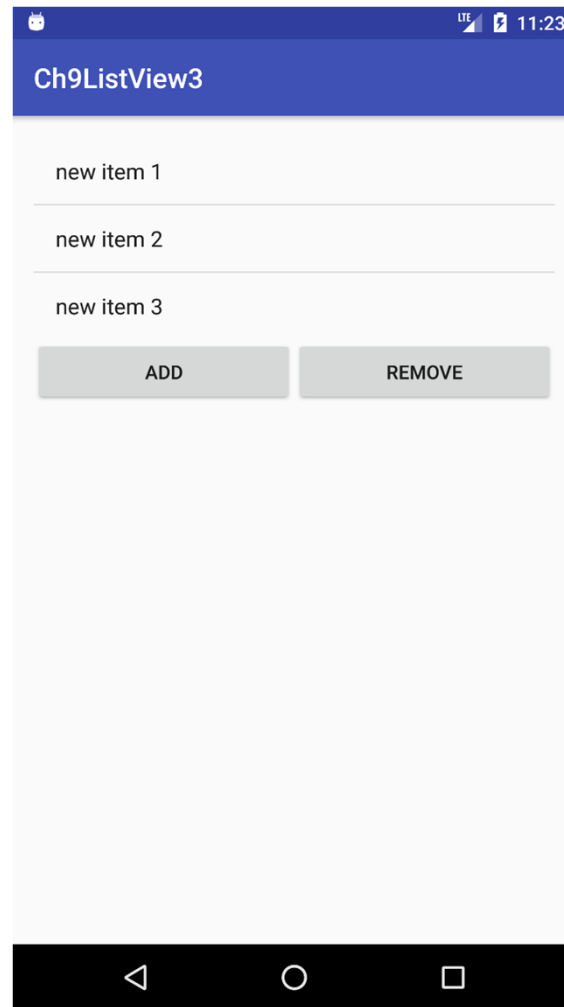 LTE 11:23
Ch9ListView3
new item 1
new item 2
new item 3
ADD REMOVE